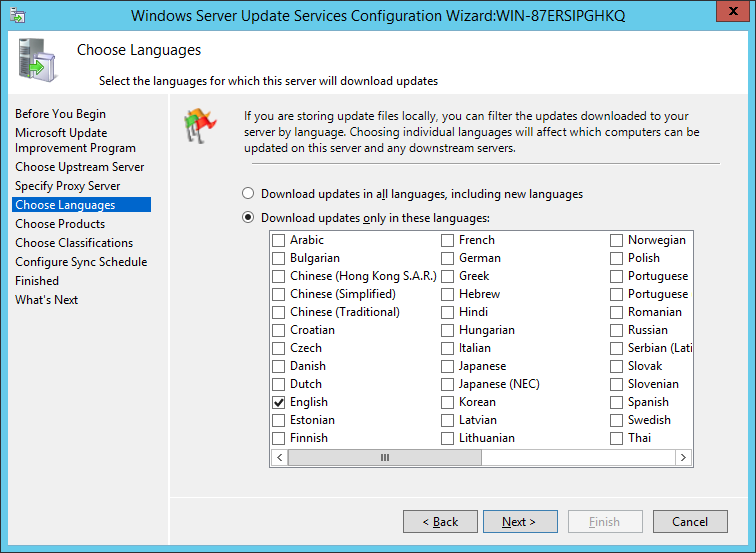 Windows Server Update Services Configuration Wizard:WIN-87ERSIPGHKQ
Choose Languages
Select the languages for which this server will download updates
Before You Begin
Microsoft Update
Improvement Program
Choose Upstream Server
Specify Proxy Server
Choose Languages
Choose Products
Choose Classifications
Configure Sync Schedule
Finished
What's Next
If you are storing update files locally, you can filter the updates downloaded to your
server by language. Choosing individual languages will affect which computers can be
updated on this server and any downstream servers.
Download updates in all languages, including new languages
Download updates only in these languages:
Arabic
Bulgarian
Chinese (Hong Kong S.A.R.)
Chinese (Simplified)
Chinese (Traditional)
Croatian
Czech
Danish
Dutch
English
Estonian
Finnish
French
German
Greek
Hebrew
Hindi
Hungarian
Italian
Japanese
Japanese (NEC)
Korean
Latvian
Lithuanian
Norwegian
Polish
Portuguese
Portuguese
Romanian
Russian
Serbian (Lati
Slovak
Slovenian
Spanish
Swedish
Thai
< Back
Next >
Finish
Cancel